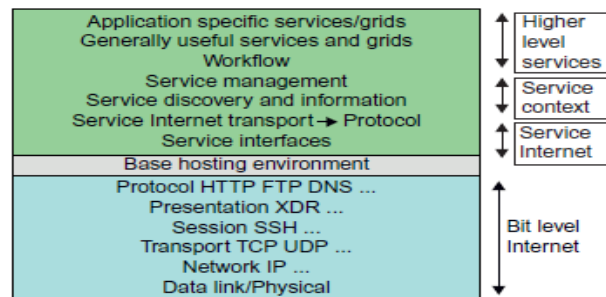 Application specific services/grids
Generally useful services and grids
Workflow
Service management
Service discovery and information
Service Internet transport → Protocol
Service interfaces
Base hosting environment
Protocol HTTP FTP DNS ...
Presentation XDR ...
Session SSH ...
Transport TCP UDP ...
Network IP ...
Data link/Physical
Higher
level
services
Service
context
Service
Internet
Bit level
Internet